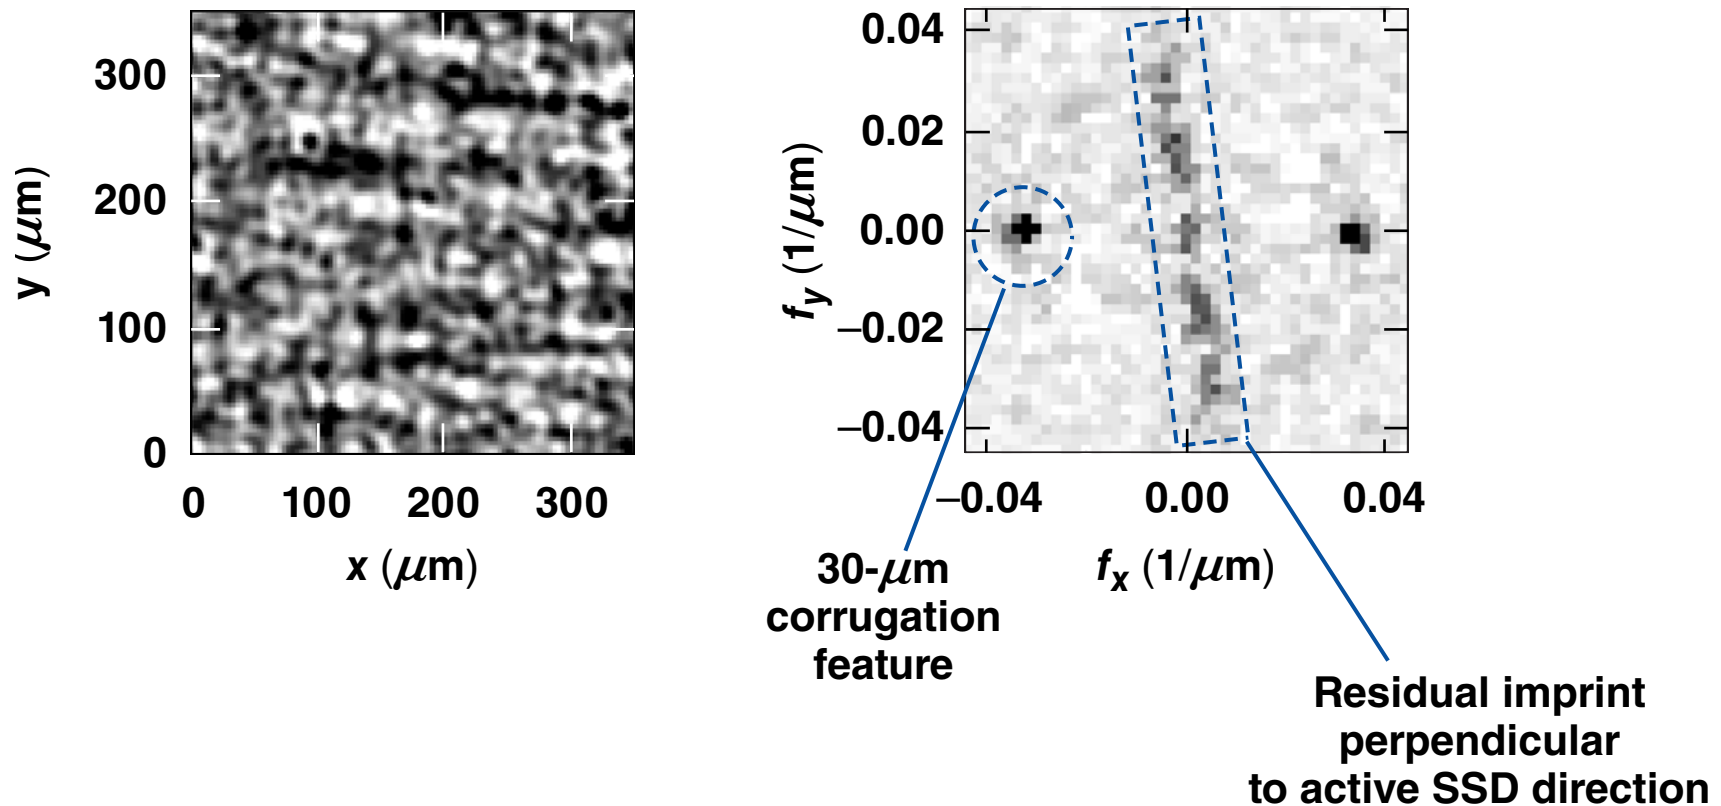 300
200
100
0
y (μm)
0 100 200 300
x (μm)
0.04
0.02
0.00
–0.02
–0.04
fy (1/μm)
–0.04 0.00 0.04
fx (1/μm)
30-μm
corrugation
feature
Residual imprint
perpendicular
to active SSD direction